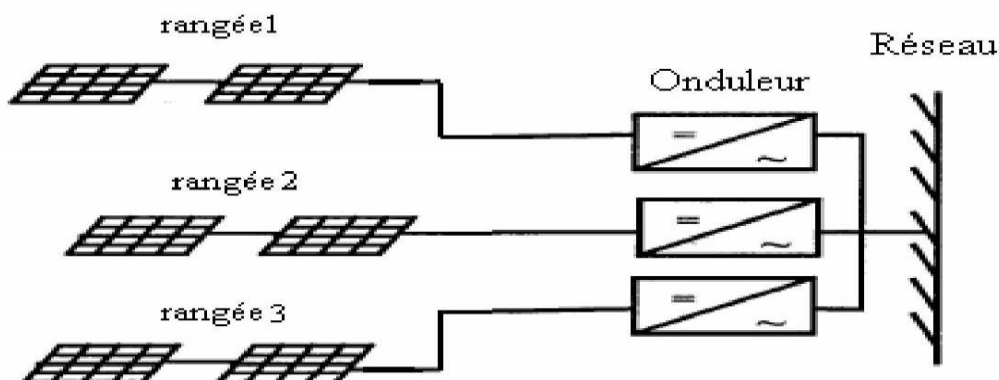 rangée1
Réseau
Onduleur
=
~
rangée 2
=
~
rangée 3
=
~